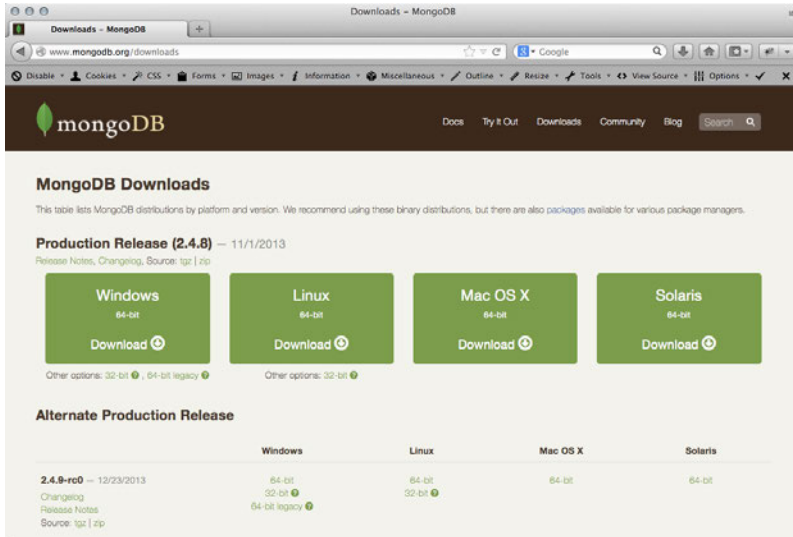 Downloads – MongoDB
Downloads – MongoDB
www.mongodb.org/downloads
Google
Disable Cookies CSS Forms Images Information Miscellaneous Outline Resize Tools View Source Options
mongoDB
Docs Try It Out Downloads Community Blog Search
MongoDB Downloads
This table lists MongoDB distributions by platform and version. We recommend using these binary distributions, but there are also packages available for various package managers.
Production Release (2.4.8) — 11/1/2013
Release Notes, Changelog, Source: tgz | zip
Windows Linux Mac OS X Solaris
64-bit 64-bit 64-bit 64-bit
Download Download Download Download
Other options: 32-bit , 64-bit legacy Other options: 32-bit
Alternate Production Release
Windows Linux Mac OS X Solaris
2.4.9-rc0 — 12/23/2013 64-bit 64-bit 64-bit 64-bit
Changelog 32-bit 32-bit
Release Notes 64-bit legacy
Source: tgz | zip